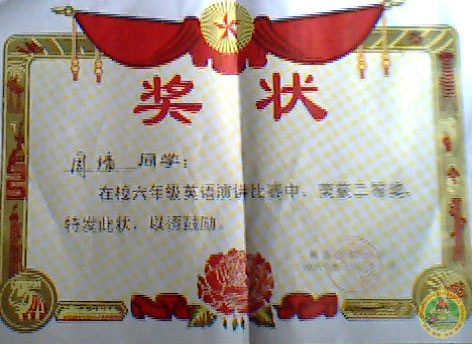 奖状
同学：
在校六年级英语演讲比赛中，荣获二等奖。
特发此状，以资鼓励。